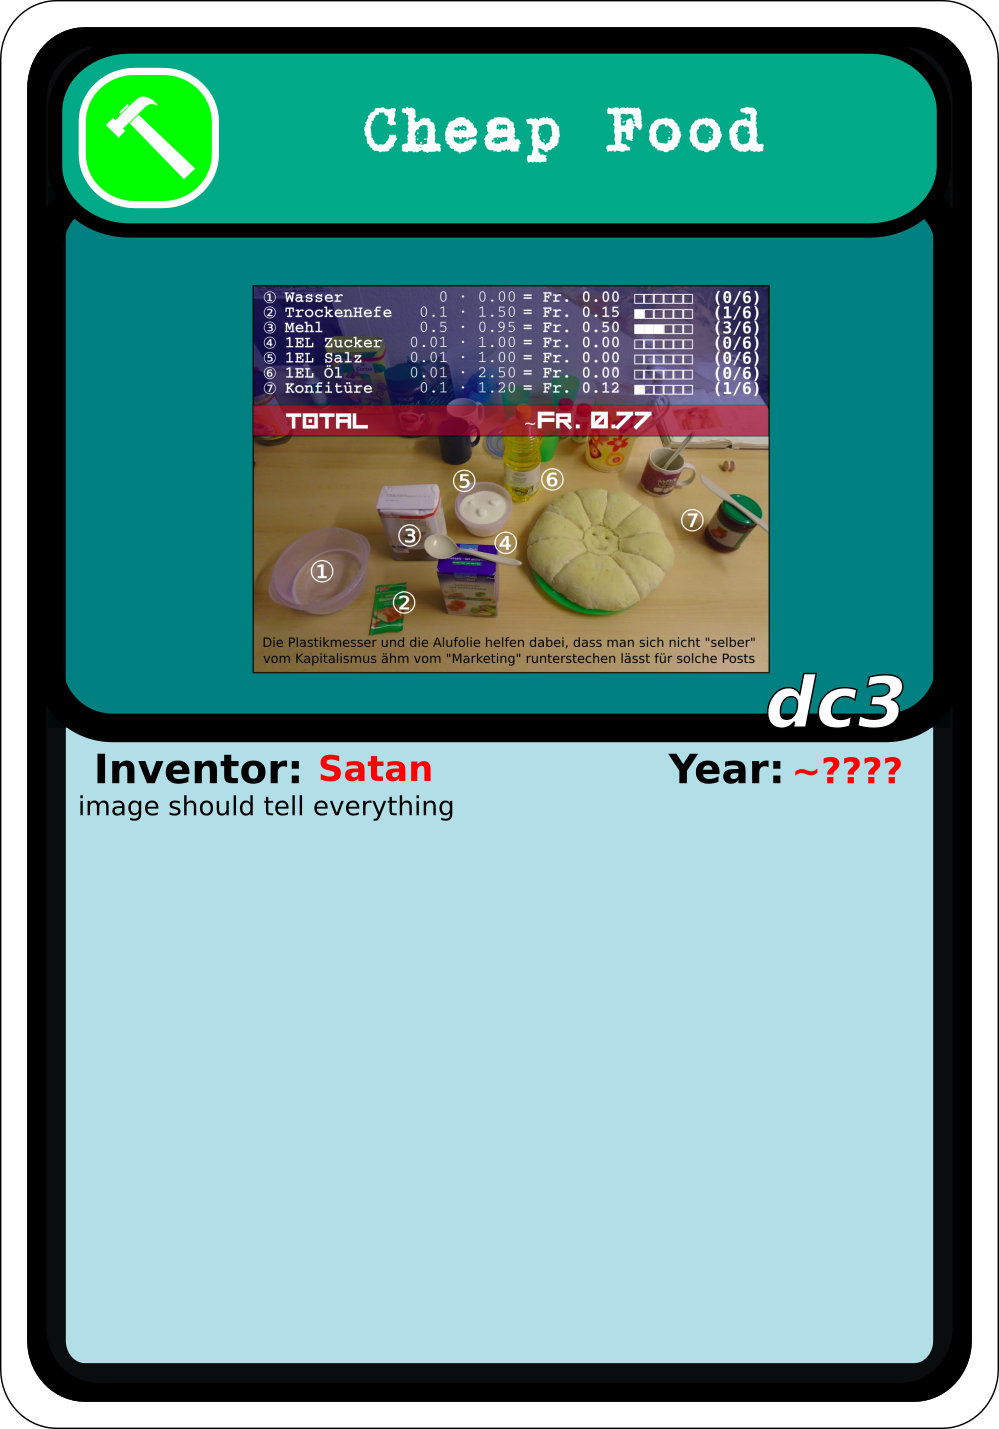 Cheap Food
① Wasser 0 · 0.00 = Fr. 0.00 □□□□□□ (0/6)
② TrockenHefe 0.1 · 1.50 = Fr. 0.15 ■□□□□□ (1/6)
③ Mehl 0.5 · 0.95 = Fr. 0.50 ■■■□□□ (3/6)
④ 1EL Zucker 0.01 · 1.00 = Fr. 0.00 □□□□□□ (0/6)
⑤ 1EL Salz 0.01 · 1.00 = Fr. 0.00 □□□□□□ (0/6)
⑥ 1EL Öl 0.01 · 2.50 = Fr. 0.00 □□□□□□ (0/6)
⑦ Konfitüre 0.1 · 1.20 = Fr. 0.12 ■□□□□□ (1/6)
TOTAL ~FR. 0.77
⑤ ⑥
⑦
③ ④
①
②
Die Plastikmesser und die Alufolie helfen dabei, dass man sich nicht "selber"
vom Kapitalismus ähm vom "Marketing" runterstechen lässt für solche Posts
dc3
Inventor: Satan Year: ~????
image should tell everything